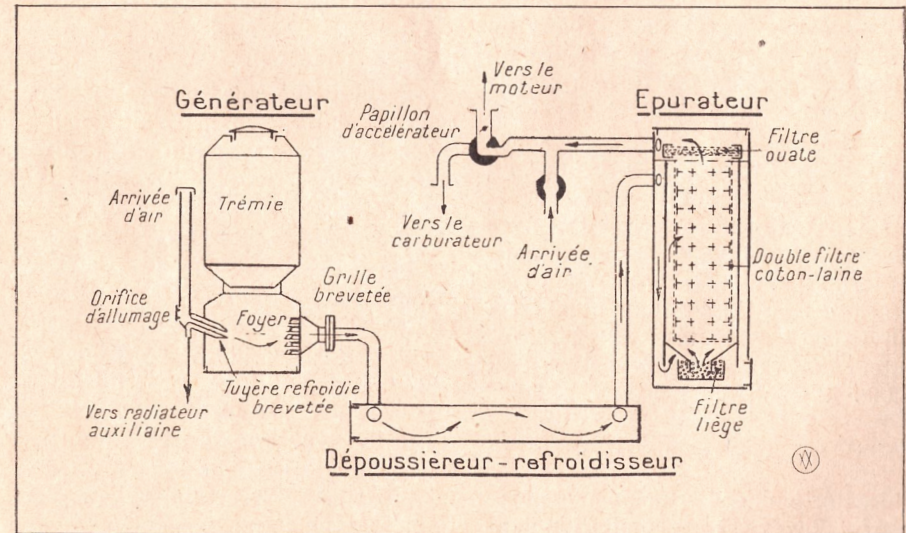 Générateur
Arrivée
d'air
Trémie
Orifice
d'allumage
Foyer
Grille
brevetée
Tuyère refroidie
brevetée
Vers radiateur
auxiliaire
Vers le
moteur
Papillon
d'accélérateur
Vers le
carburateur
Arrivée
d'air
Epurateur
Filtre
ouate
Double filtre
coton-laine
Filtre
liège
Dépoussièreur-refroidisseur